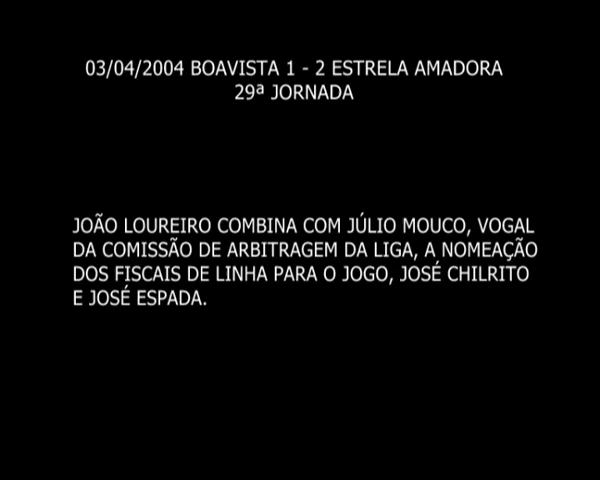 03/04/2004 BOAVISTA 1 - 2 ESTRELA AMADORA
29ª JORNADA
JOÃO LOUREIRO COMBINA COM JÚLIO MOUCO, VOGAL
DA COMISSÃO DE ARBITRAGEM DA LIGA, A NOMEAÇÃO
DOS FISCAIS DE LINHA PARA O JOGO, JOSÉ CHILRITO
E JOSÉ ESPADA.